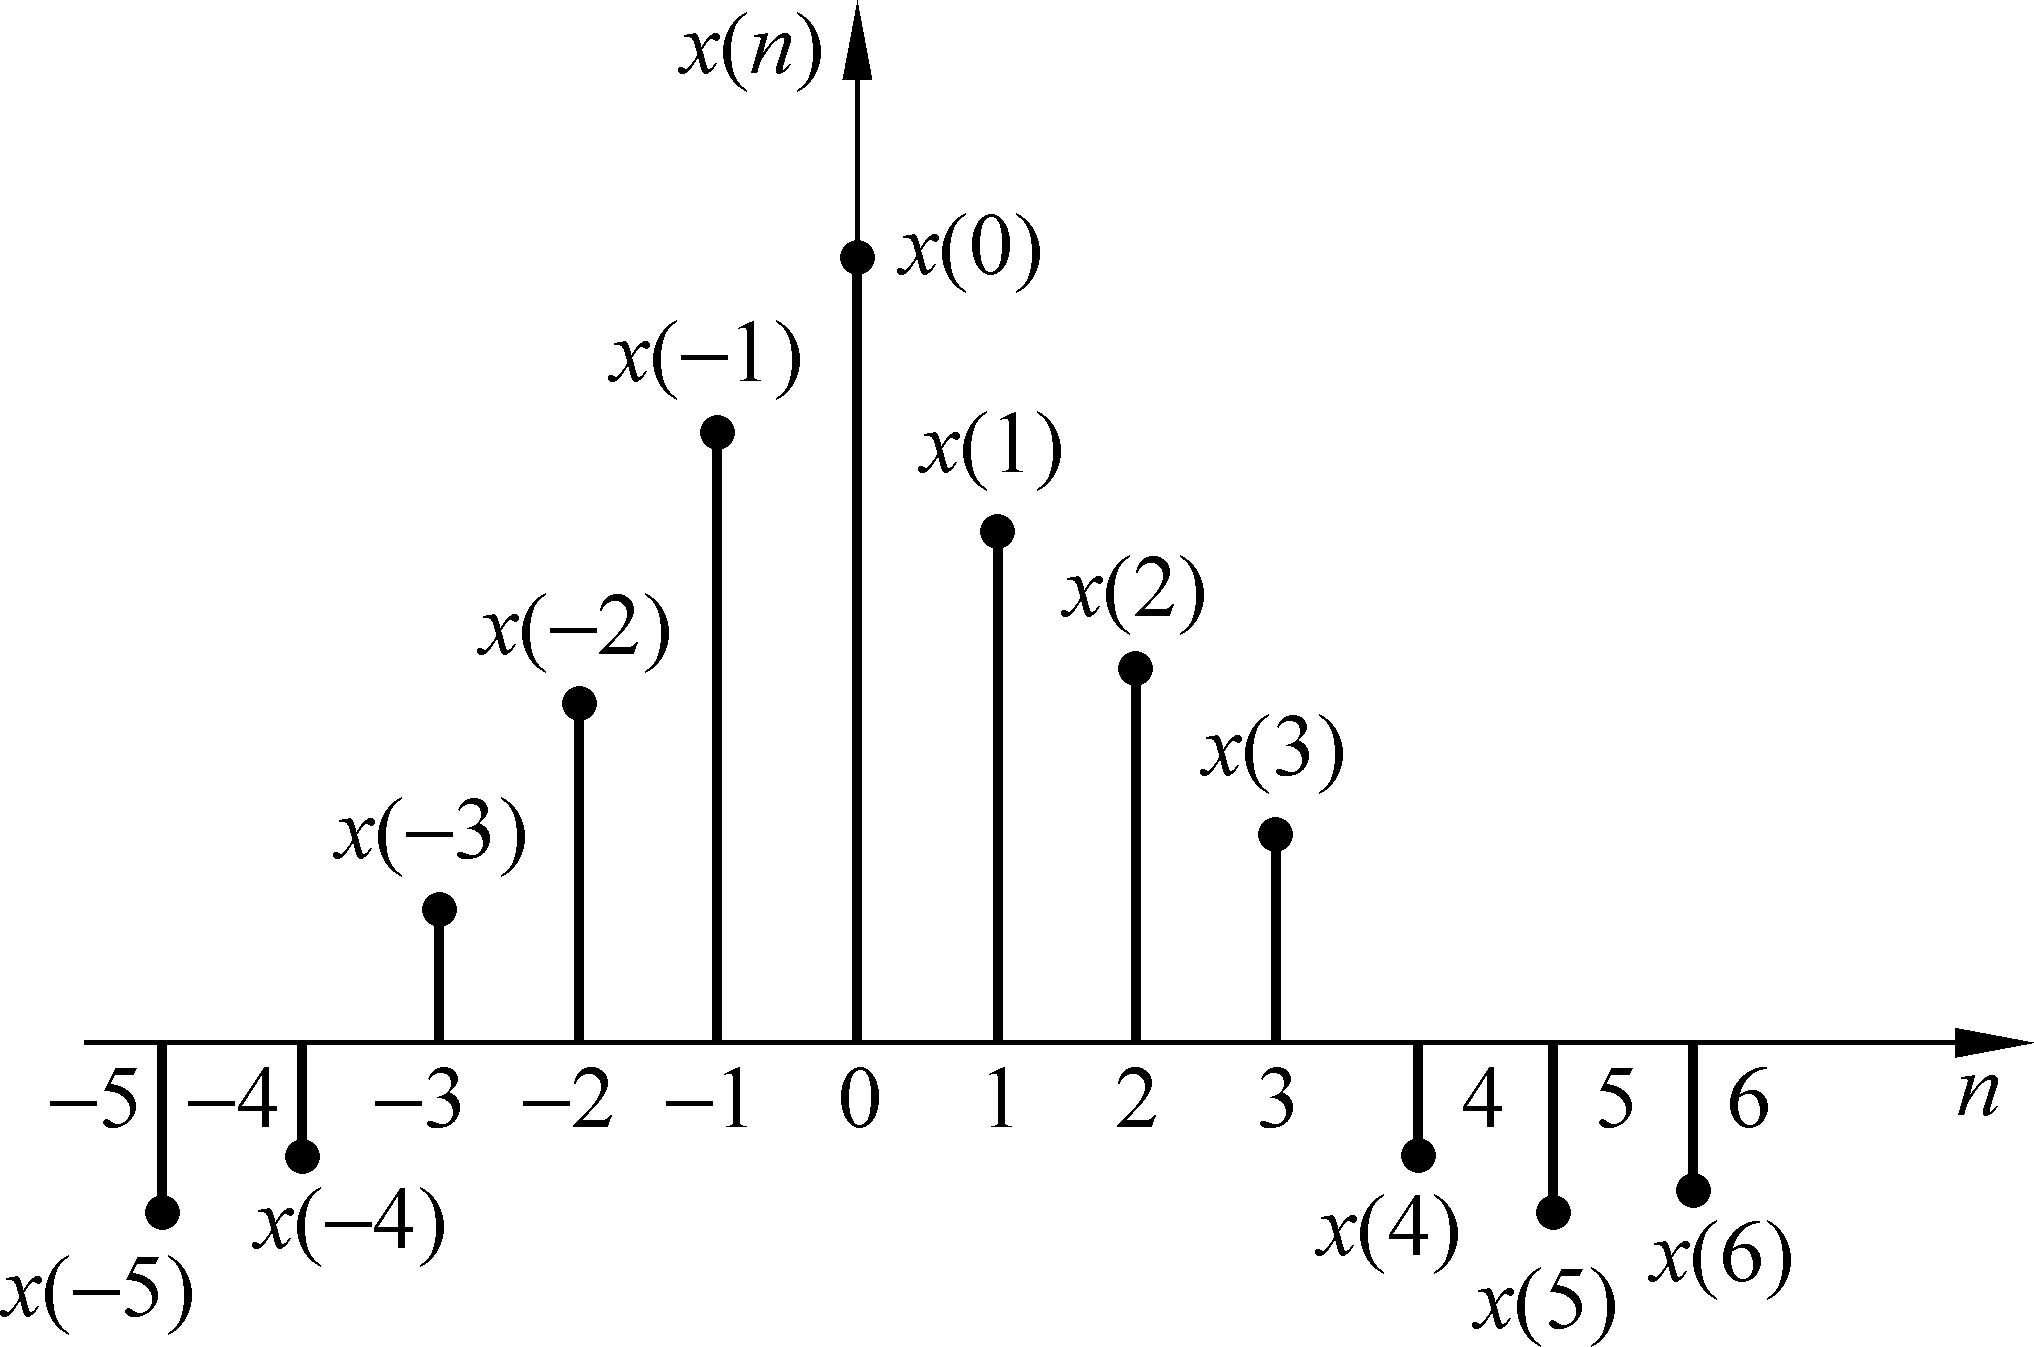 x(n)
x(0)
x(−1)
x(1)
x(2)
x(−2)
x(3)
x(−3)
−5 −4 −3 −2 −1 0 1 2 3 4 5 6 n
x(−4)
x(4)
x(6)
x(−5)
x(5)